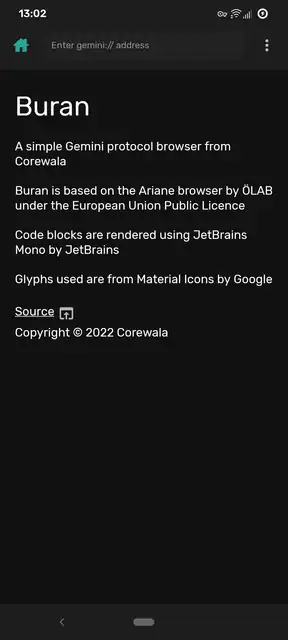 13:02
Enter gemini:// address
Buran
A simple Gemini protocol browser from
Corewala
Buran is based on the Ariane browser by ÖLAB
under the European Union Public Licence
Code blocks are rendered using JetBrains
Mono by JetBrains
Glyphs used are from Material Icons by Google
Source
Copyright © 2022 Corewala